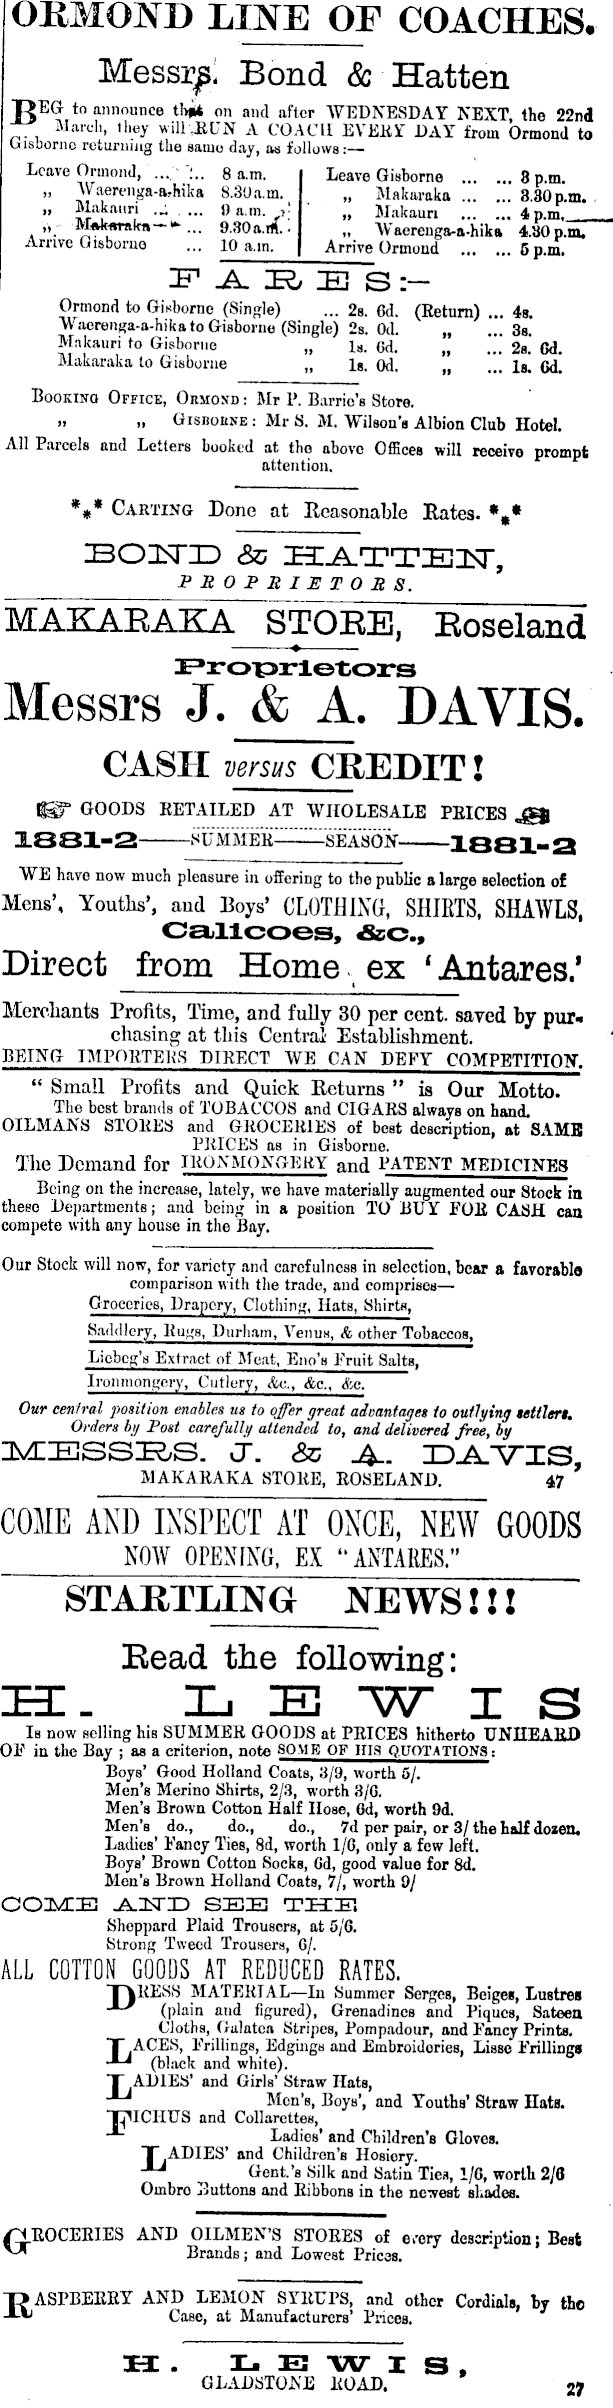 ORMOND LINE OF COACHES.
Messrs. Bond & Hatten
BEG to announce that on and after WEDNESDAY NEXT, the 22nd
March, they will RUN A COACH EVERY DAY from Ormond to
Gisborne returning the same day, as follows:—
Leave Ormond, ... ... 8 a.m.
„ Waerenga-a-hika 8.30 a.m.
„ Makauri ... ... 9 a.m.
„ Makaraka ... 9.30 a.m.
Arrive Gisborne ... 10 a.m.
Leave Gisborne ... ... 3 p.m.
„ Makaraka ... ... 3.30 p.m.
„ Makauri ... ... 4 p.m.
„ Waerenga-a-hika 4.30 p.m.
Arrive Ormond ... ... 5 p.m.
FARES:—
Ormond to Gisborne (Single) ... 2s. 6d. (Return) ... 4s.
Waerenga-a-hika to Gisborne (Single) 2s. 0d. „ ... 3s.
Makauri to Gisborne „ 1s. 6d. „ ... 2s. 6d.
Makaraka to Gisborne „ 1s. 0d. „ ... 1s. 6d.
BOOKING OFFICE, ORMOND: Mr P. Barrie's Store.
„ „ GISBORNE: Mr S. M. Wilson's Albion Club Hotel.
All Parcels and Letters booked at the above Offices will receive prompt
attention.
*** CARTING Done at Reasonable Rates. ***
BOND & HATTEN,
PROPRIETORS.
MAKARAKA STORE, Roseland
Proprietors
Messrs J. & A. DAVIS.
CASH versus CREDIT!
GOODS RETAILED AT WHOLESALE PRICES
1881-2——SUMMER——SEASON——1881-2
WE have now much pleasure in offering to the public a large selection of
Mens', Youths', and Boys' CLOTHING, SHIRTS, SHAWLS,
Calicoes, &c.,
Direct from Home ex 'Antares.'
Merchants Profits, Time, and fully 30 per cent. saved by pur-
chasing at this Central Establishment.
BEING IMPORTERS DIRECT WE CAN DEFY COMPETITION.
"Small Profits and Quick Returns" is Our Motto.
The best brands of TOBACCOS and CIGARS always on hand.
OILMANS STORES and GROCERIES of best description, at SAME
PRICES as in Gisborne.
The Demand for IRONMONGERY and PATENT MEDICINES
Being on the increase, lately, we have materially augmented our Stock in
these Departments; and being in a position TO BUY FOR CASH can
compete with any house in the Bay.
Our Stock will now, for variety and carefulness in selection, bear a favorable
comparison with the trade, and comprises—
Groceries, Drapery, Clothing, Hats, Shirts,
Saddlery, Rugs, Durham, Venus, & other Tobaccos,
Liebeg's Extract of Meat, Eno's Fruit Salts,
Ironmongery, Cutlery, &c., &c., &c.
Our central position enables us to offer great advantages to outlying settlers.
Orders by Post carefully attended to, and delivered free, by
MESSRS. J. & A. DAVIS,
MAKARAKA STORE, ROSELAND. 47
COME AND INSPECT AT ONCE, NEW GOODS
NOW OPENING, EX "ANTARES."
STARTLING NEWS!!!
Read the following:
H. LEWIS
Is now selling his SUMMER GOODS at PRICES hitherto UNHEARD
OF in the Bay; as a criterion, note SOME OF HIS QUOTATIONS:
Boys' Good Holland Coats, 3/9, worth 5/.
Men's Merino Shirts, 2/3, worth 3/6.
Men's Brown Cotton Half Hose, 6d, worth 9d.
Men's do., do., do., 7d per pair, or 3/ the half dozen.
Ladies' Fancy Ties, 8d, worth 1/6, only a few left.
Boys' Brown Cotton Socks, 6d, good value for 8d.
Men's Brown Holland Coats, 7/, worth 9/
COME AND SEE THE
Sheppard Plaid Trousers, at 5/6.
Strong Tweed Trousers, 6/.
ALL COTTON GOODS AT REDUCED RATES.
DRESS MATERIAL—In Summer Serges, Beiges, Lustres
(plain and figured), Grenadines and Piques, Sateen
Cloths, Galatea Stripes, Pompadour, and Fancy Prints.
LACES, Frillings, Edgings and Embroideries, Lisse Frillings
(black and white).
LADIES' and Girls' Straw Hats,
Men's, Boys', and Youths' Straw Hats.
FICHUS and Collarettes,
Ladies' and Children's Gloves.
LADIES' and Children's Hosiery.
Gent.'s Silk and Satin Ties, 1/6, worth 2/6
Ombre Buttons and Ribbons in the newest shades.
GROCERIES AND OILMEN'S STORES of every description; Best
Brands; and Lowest Prices.
RASPBERRY AND LEMON SYRUPS, and other Cordials, by the
Case, at Manufacturers' Prices.
H. LEWIS,
GLADSTONE ROAD. 27